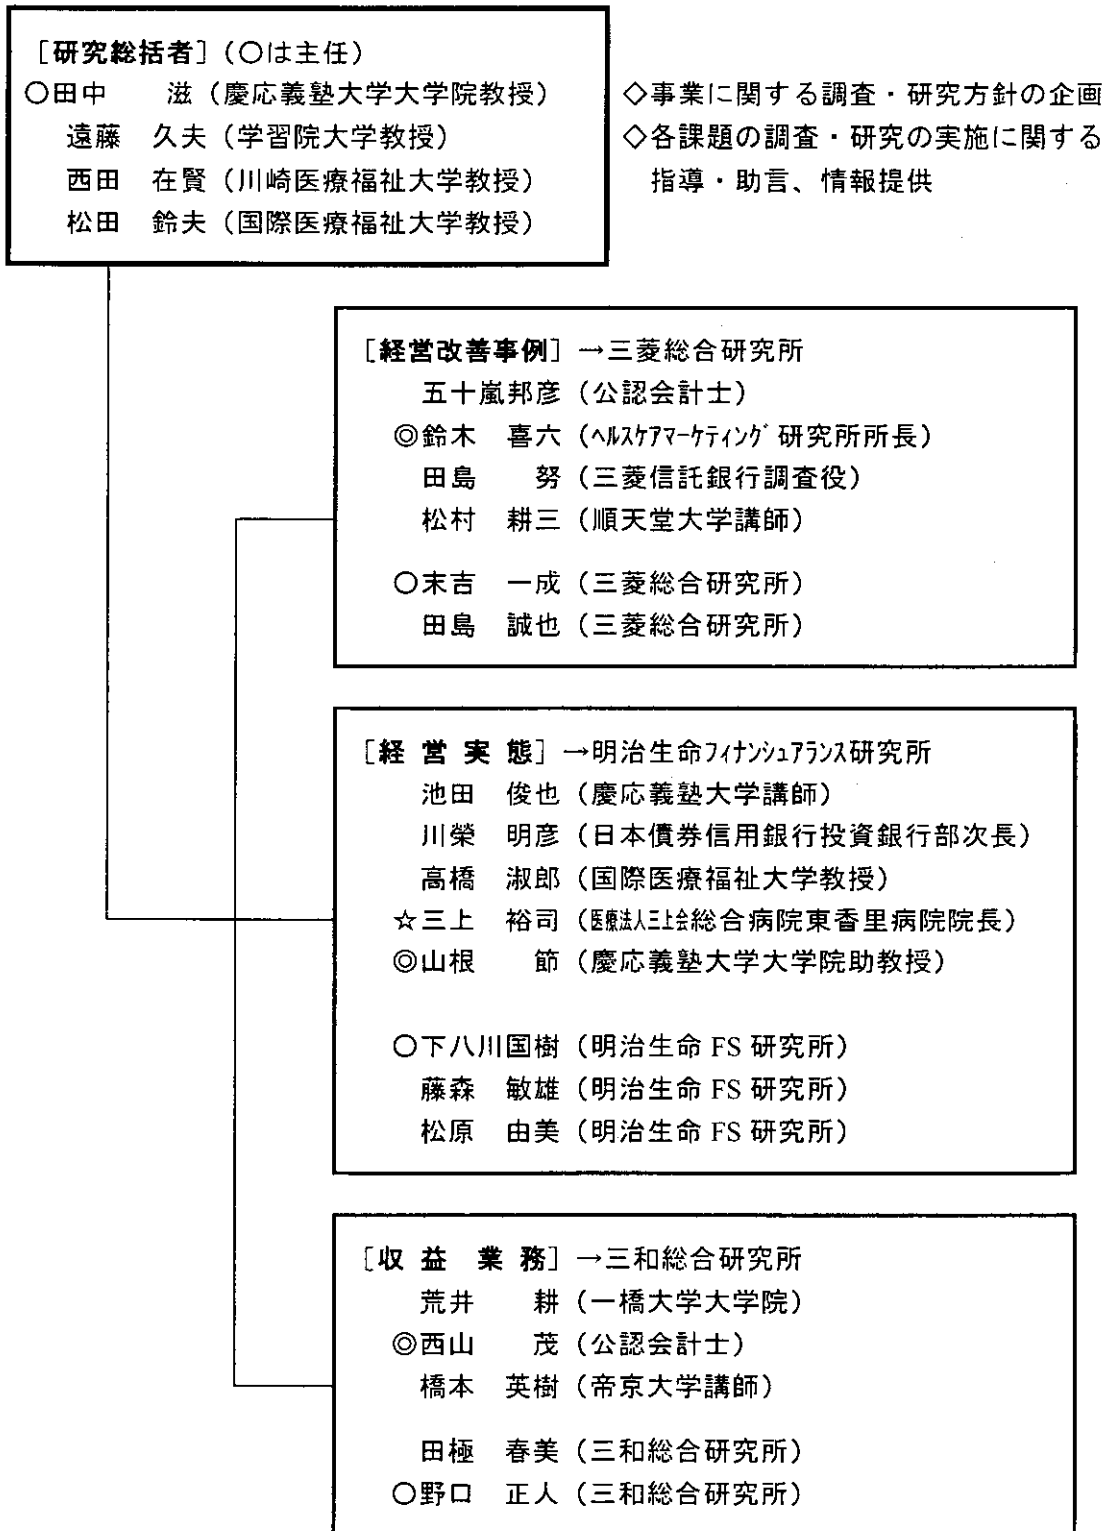 ［研究総括者］（○は主任）
○田中　　滋（慶応義塾大学大学院教授）
遠藤　久夫（学習院大学教授）
西田　在賢（川崎医療福祉大学教授）
松田　鈴夫（国際医療福祉大学教授）
◇事業に関する調査・研究方針の企画
◇各課題の調査・研究の実施に関する
指導・助言、情報提供
［経営改善事例］→三菱総合研究所
五十嵐邦彦（公認会計士）
◎鈴木　喜六（ﾍﾙｽｹｱﾏｰｹﾃｨﾝｸﾞ研究所所長）
田島　　努（三菱信託銀行調査役）
松村　耕三（順天堂大学講師）
○末吉　一成（三菱総合研究所）
田島　誠也（三菱総合研究所）
［経 営 実 態］→明治生命ﾌｨﾅﾝｼｭｱﾗﾝｽ研究所
池田　俊也（慶応義塾大学講師）
川榮　明彦（日本債券信用銀行投資銀行部次長）
高橋　淑郎（国際医療福祉大学教授）
☆三上　裕司（医療法人三上会総合病院東香里病院院長）
◎山根　　節（慶応義塾大学大学院助教授）
○下八川国樹（明治生命 FS 研究所）
藤森　敏雄（明治生命 FS 研究所）
松原　由美（明治生命 FS 研究所）
［収 益 業 務］→三和総合研究所
荒井　　耕（一橋大学大学院）
◎西山　　茂（公認会計士）
橋本　英樹（帝京大学講師）
田極　春美（三和総合研究所）
○野口　正人（三和総合研究所）